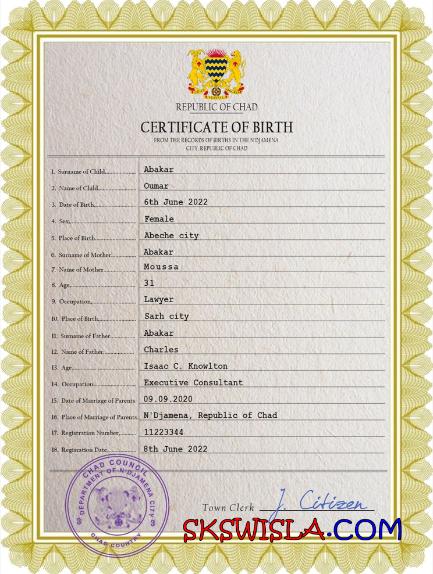 REPUBLIC OF CHAD
CERTIFICATE OF BIRTH
FROM THE RECORDS OF BIRTHS IN THE N'DJAMENA
CITY, REPUBLIC OF CHAD
1. Surname of Child Abakar
2. Name of Child Oumar
3. Date of Birth 6th June 2022
4. Sex Female
5. Place of Birth Abeche city
6. Surname of Mother Abakar
7. Name of Mother Moussa
8. Age 31
9. Occupation Lawyer
10. Place of Birth Sarh city
11. Surname of Father Abakar
12. Name of Father Charles
13. Age Isaac C. Knowlton
14. Occupation Executive Consultant
15. Date of Marriage of Parents 09.09.2020
16. Place of Marriage of Parents N'Djamena, Republic of Chad
17. Registration Number 11223344
18. Registration Date 8th June 2022
CHAD COUNCIL
DEPARTMENT OF N'DJAMENA CITY
CHAD COUNTRY
Town Clerk J. Citizen
SKSWISLA.COM